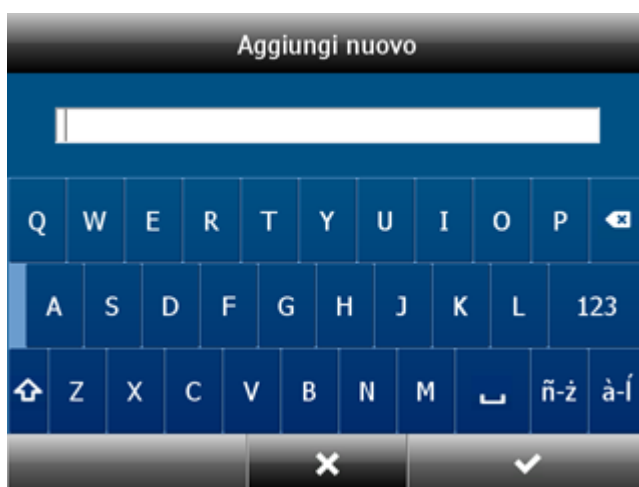 Aggiungi nuovo
Q W E R T Y U I O P
A S D F G H J K L 123
Z X C V B N M ñ-ż à-Í